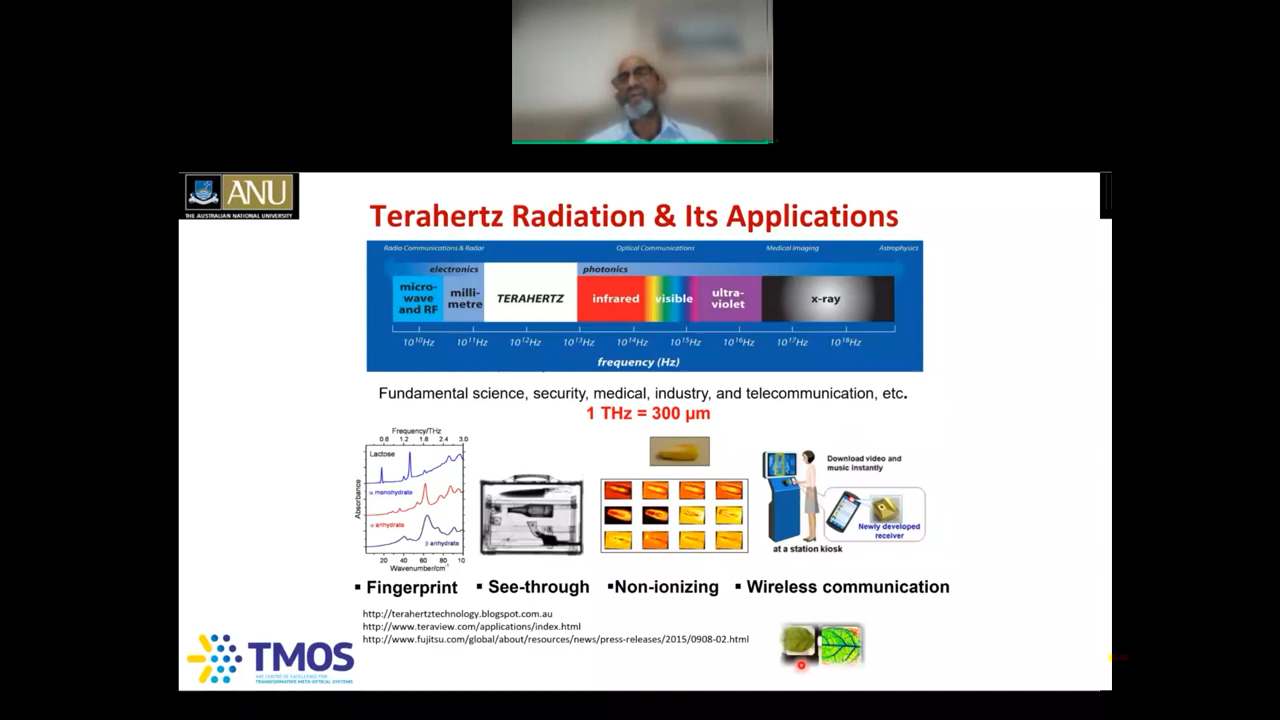 ANU
THE AUSTRALIAN NATIONAL UNIVERSITY
Terahertz Radiation & Its Applications
Radio Communications & Radar
Optical Communications
Medical Imaging
Astrophysics
electronics
photonics
micro-
wave
and RF
milli-
metre
TERAHERTZ
infrared
visible
ultra-
violet
x-ray
10¹⁰Hz 10¹¹Hz 10¹²Hz 10¹³Hz 10¹⁴Hz 10¹⁵Hz 10¹⁶Hz 10¹⁷Hz 10¹⁸Hz
frequency (Hz)
Fundamental science, security, medical, industry, and telecommunication, etc.
1 THz = 300 µm
Frequency/THz
0.6 1.2 1.8 2.4 3.0
Lactose
α monohydrate
α anhydrate
β anhydrate
Absorbance
20 40 60 80 10
Wavenumber/cm⁻¹
Download video and
music instantly
Newly developed
receiver
at a station kiosk
▪ Fingerprint
▪ See-through
▪Non-ionizing
▪ Wireless communication
http://terahertztechnology.blogspot.com.au
http://www.teraview.com/applications/index.html
http://www.fujitsu.com/global/about/resources/news/press-releases/2015/0908-02.html
TMOS
ARC CENTRE OF EXCELLENCE FOR
TRANSFORMATIVE META-OPTICAL SYSTEMS